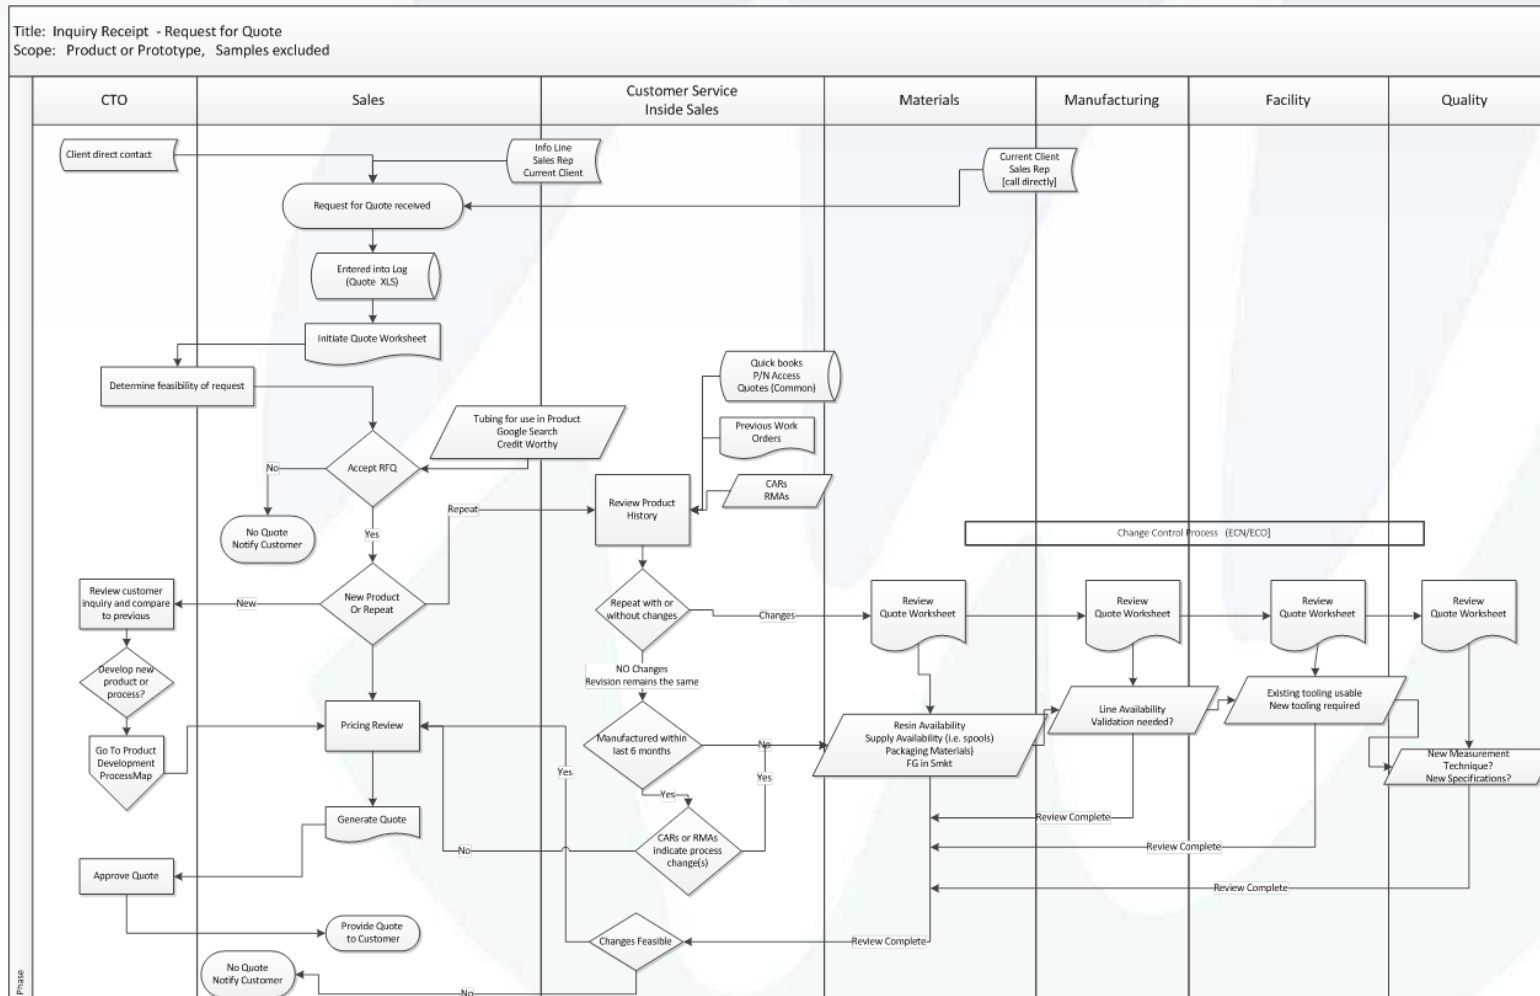 Title:  Inquiry Receipt  - Request for Quote
Scope:   Product or Prototype,   Samples excluded
CTO
Sales
Customer Service
Inside Sales
Materials
Manufacturing
Facility
Quality
Client direct contact
Info Line
Sales Rep
Current Client
Current Client
Sales Rep
[call directly]
Request for Quote received
Entered into Log
(Quote  XLS)
Initiate Quote Worksheet
Determine feasibility of request
Quick books
P/N Access
Quotes (Common)
Tubing for use in Product
Google Search
Credit Worthy
Previous Work
Orders
Accept RFQ
No
CARs
RMAs
Repeat
Review Product
History
No Quote
Notify Customer
Yes
Change Control Process   (ECN/ECO]
Review customer
inquiry and compare
to previous
New
New Product
Or Repeat
Repeat with or
without changes
Changes
Review
Quote Worksheet
Review
Quote Worksheet
Review
Quote Worksheet
Review
Quote Worksheet
Develop new
product or
process?
NO Changes
Revision remains the same
Existing tooling usable
New tooling required
Line Availability
Validation needed?
Pricing Review
Manufactured within
last 6 months
No
Resin Availability
Supply Availability (i.e. spools)
Packaging Materials)
FG in Smkt
Go To Product
Development
ProcessMap
New Measurement
Technique?
New Specifications?
Yes
Yes
Yes
Generate Quote
Review Complete
CARs or RMAs
indicate process
change(s)
No
Review Complete
Approve Quote
Review Complete
Provide Quote
to Customer
Changes Feasible
Review Complete
No Quote
Notify Customer
No
Phase